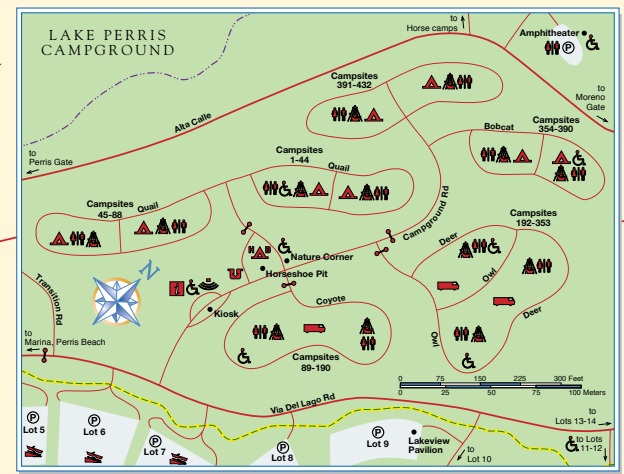 LAKE PERRIS
CAMPGROUND
to
Horse camps
Amphitheater
P
to
Moreno
Gate
Campsites
391-432
Alta Calle
Bobcat
Campsites
354-390
to
Perris Gate
Campsites
1-44
Quail
Campsites
45-88
Quail
Campground Rd
Campsites
192-353
Deer
Owl
Deer
Owl
H B
Nature Corner
Horseshoe Pit
N
Transition Rd
Kiosk
Coyote
Campsites
89-190
to
Marina, Perris Beach
0 75 150 225 300 Feet
0 25 50 75 100 Meters
Via Del Lago Rd
P
Lot 5
P
Lot 6
P
Lot 7
P
Lot 8
P
Lot 9
Lakeview
Pavilion
to
Lot 10
to
Lots 13-14
to Lots
11-12